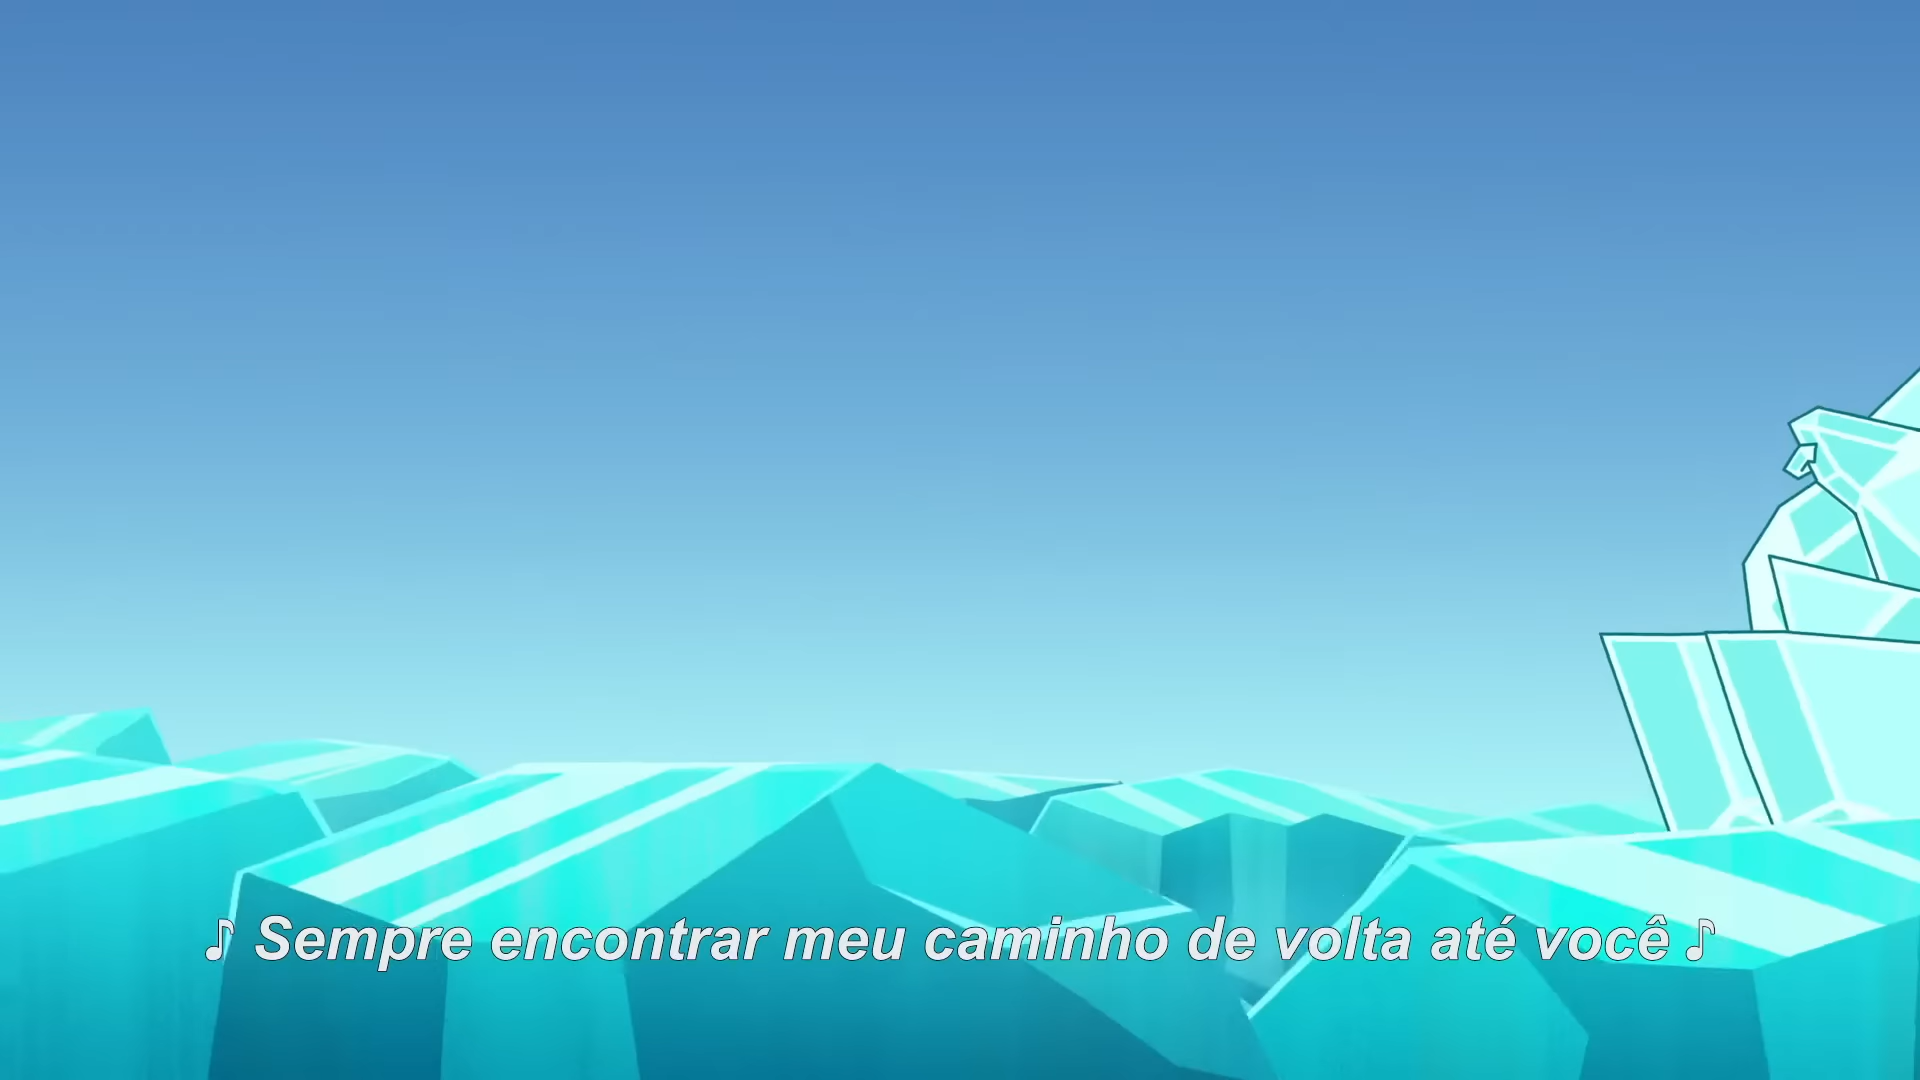 ♪ Sempre encontrar meu caminho de volta até você ♪